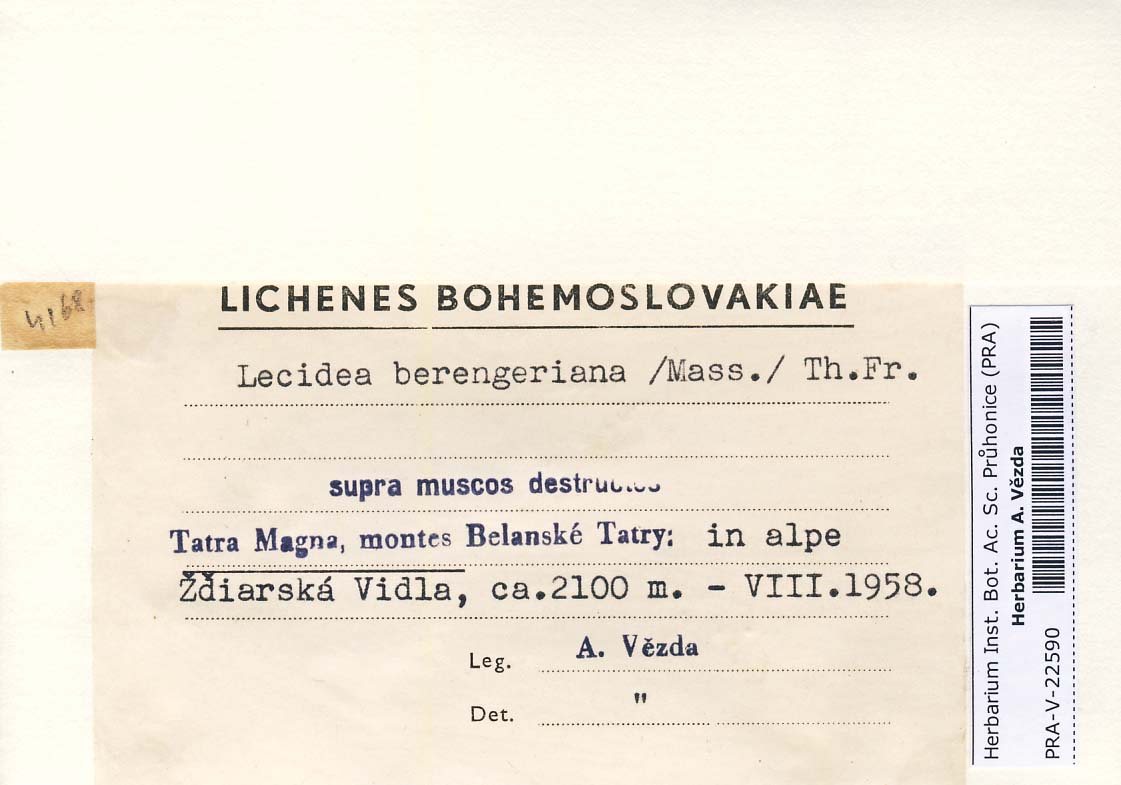 4168
LICHENES BOHEMOSLOVAKIAE
Lecidea berengeriana /Mass./ Th.Fr.
supra muscos
Tatra Magna, montes Belanské Tatry: in alpe
Ždiarská Vidla, ca.2100 m. - VIII.1958.
Leg. A. Vězda
Det. "
Herbarium Inst. Bot. Ac. Sc. Průhonice (PRA)
Herbarium A. Vězda
PRA-V-22590